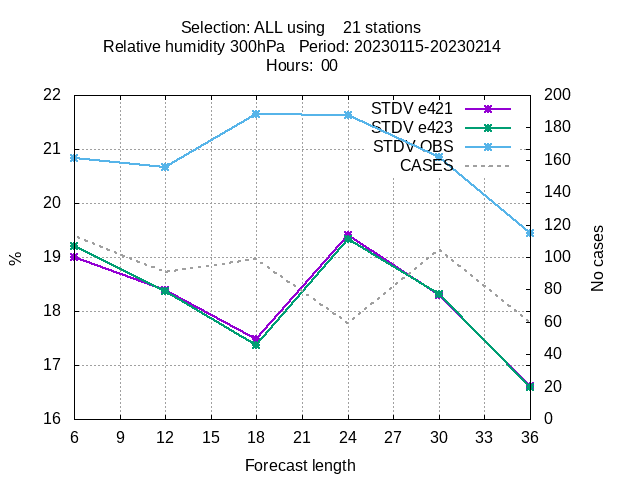 Selection: ALL using    21 stations
Relative humidity 300hPa   Period: 20230115-20230214
Hours:  00
22 200
STDV e421
180
STDV e423
21 STDV OBS
160
CASES
140
20
120
19 100
80
18
60
17 40
20
16 0
%
No cases
6 9 12 15 18 21 24 27 30 33 36
Forecast length